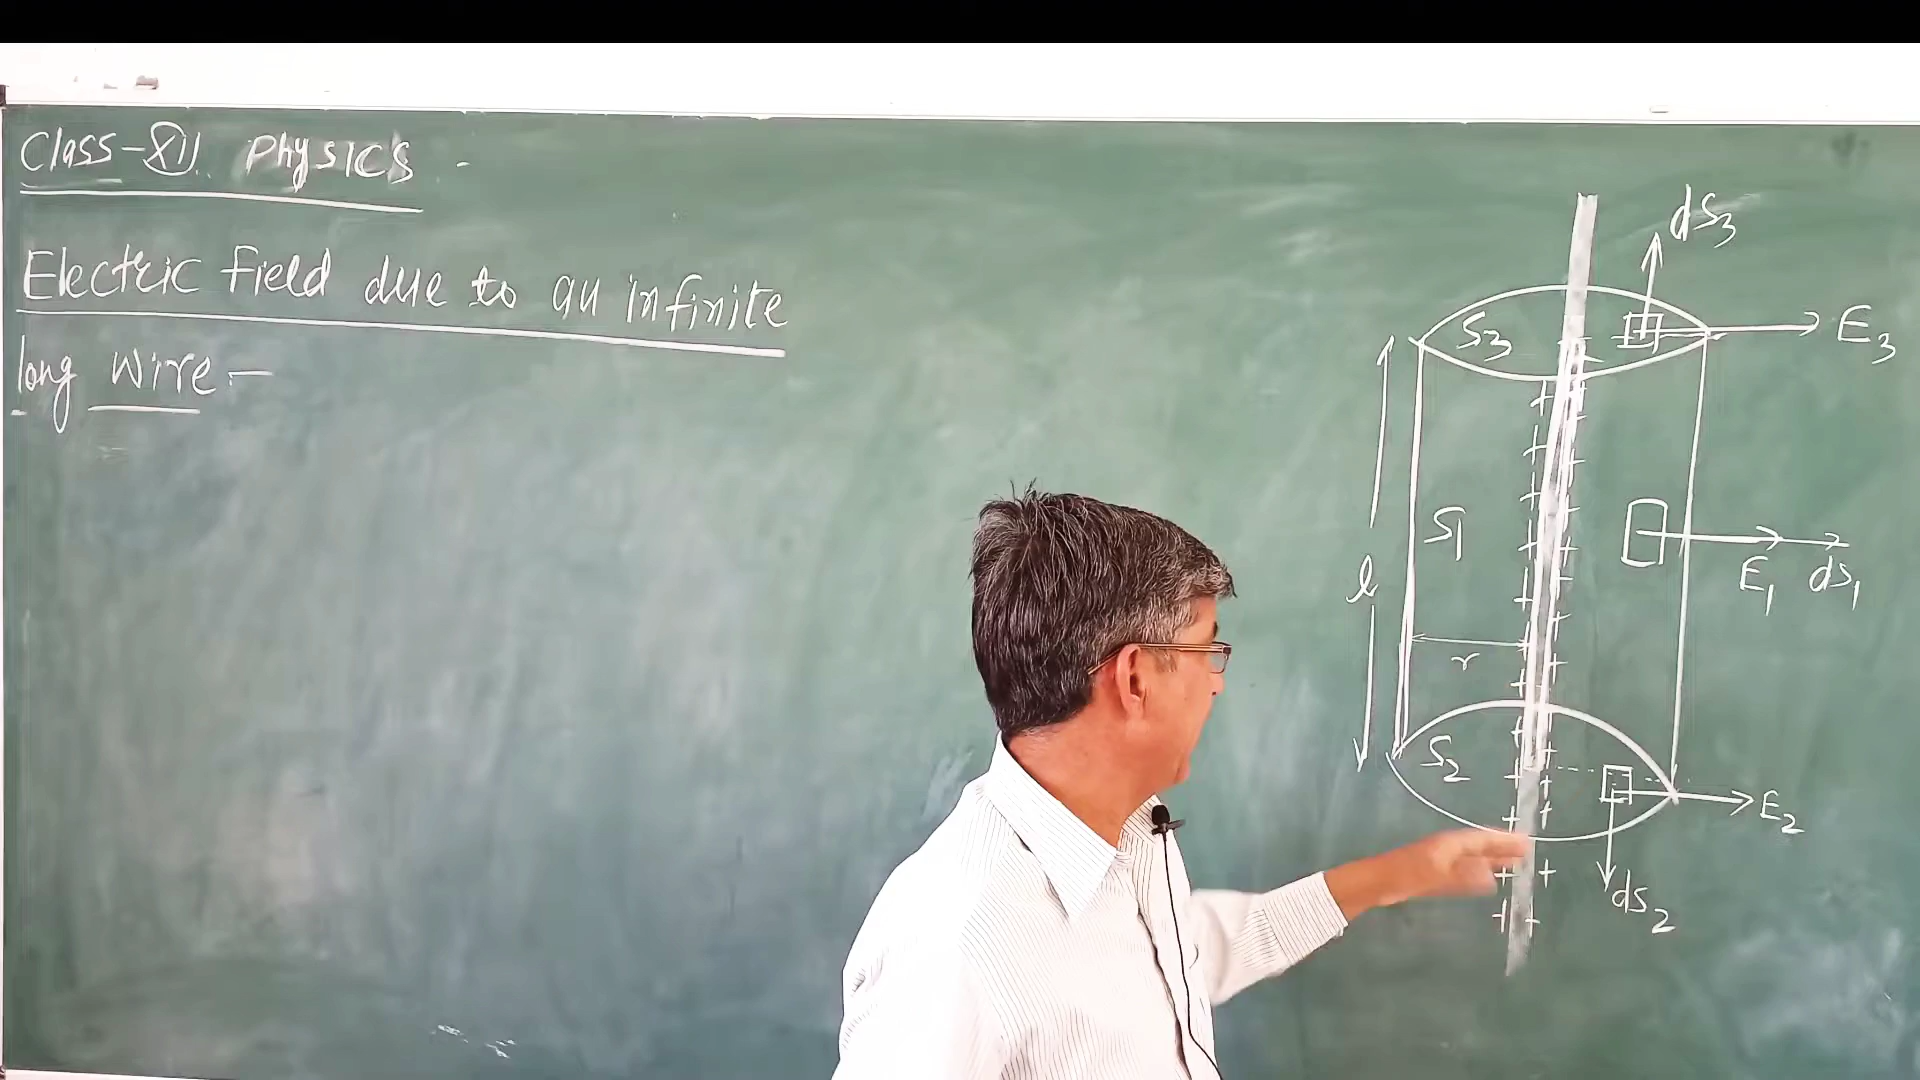 Class-XII Physics
Electric field due to an infinite
long wire:-
dS3
S3
E3
S1
E1 dS1
l
r
S2
E2
dS2